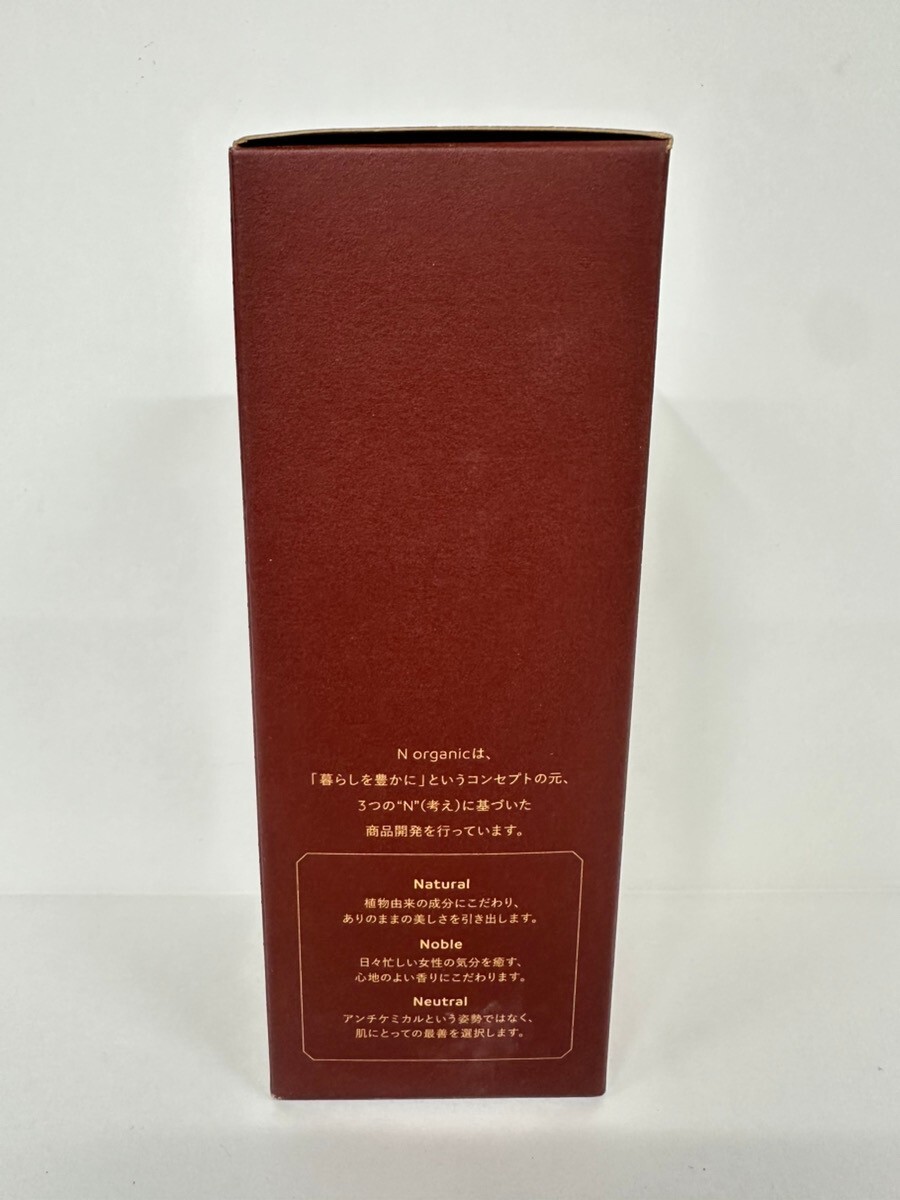 N organicは、
「暮らしを豊かに」というコンセプトの元、
3つの“N”(考え)に基づいた
商品開発を行っています。
Natural
植物由来の成分にこだわり、
ありのままの美しさを引き出します。
Noble
日々忙しい女性の気分を癒す、
心地のよい香りにこだわります。
Neutral
アンチケミカルという姿勢ではなく、
肌にとっての最善を選択します。